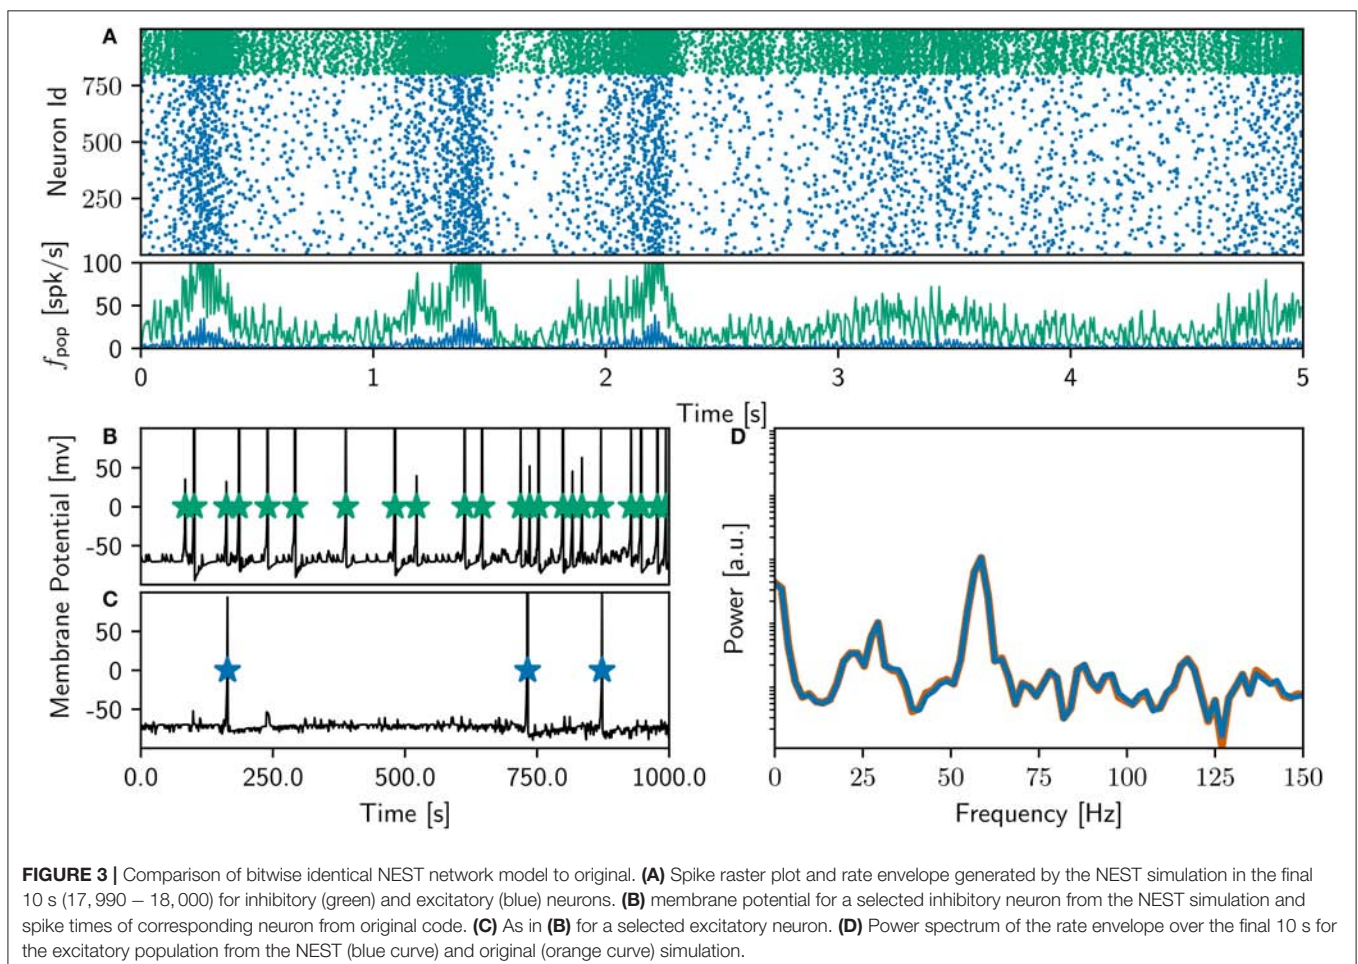 A
Neuron Id
750
500
250
f_pop [spk/s]
100
50
0
0 1 2 3 4 5
Time [s]
B
Membrane Potential [mv]
50
0
-50
C
50
0
-50
0.0 250.0 500.0 750.0 1000.0
Time [s]
D
Power [a.u.]
0 25 50 75 100 125 150
Frequency [Hz]
FIGURE 3 | Comparison of bitwise identical NEST network model to original. (A) Spike raster plot and rate envelope generated by the NEST simulation in the final
10 s (17, 990 − 18, 000) for inhibitory (green) and excitatory (blue) neurons. (B) membrane potential for a selected inhibitory neuron from the NEST simulation and
spike times of corresponding neuron from original code. (C) As in (B) for a selected excitatory neuron. (D) Power spectrum of the rate envelope over the final 10 s for
the excitatory population from the NEST (blue curve) and original (orange curve) simulation.